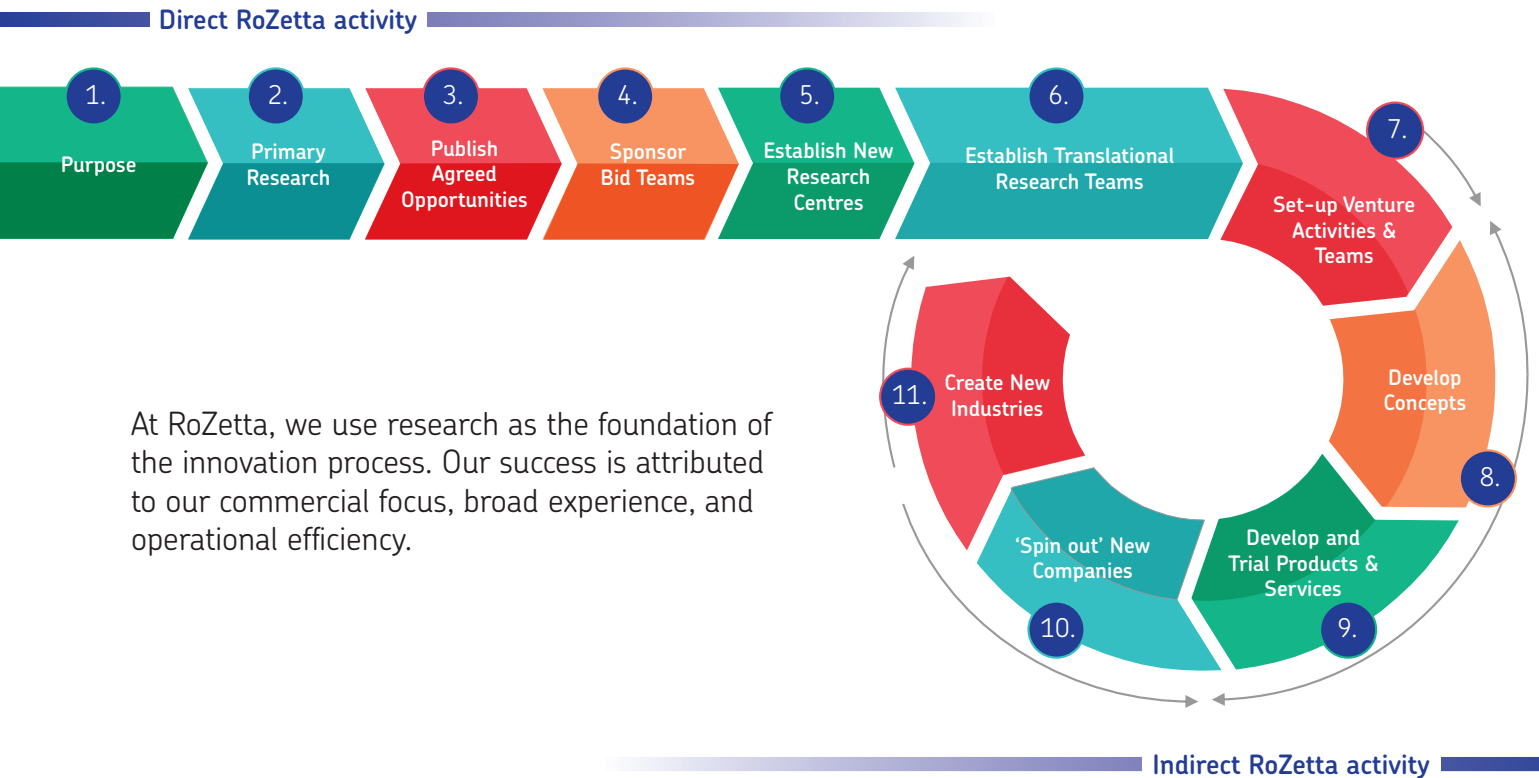 Direct RoZetta activity
1.
Purpose
2.
Primary
Research
3.
Publish
Agreed
Opportunities
4.
Sponsor
Bid Teams
5.
Establish New
Research
Centres
6.
Establish Translational
Research Teams
7.
Set-up Venture
Activities &
Teams
Develop
Concepts
8.
Develop and
Trial Products &
Services
9.
‘Spin out’ New
Companies
10.
11.
Create New
Industries
At RoZetta, we use research as the foundation of
the innovation process. Our success is attributed
to our commercial focus, broad experience, and
operational efficiency.
Indirect RoZetta activity